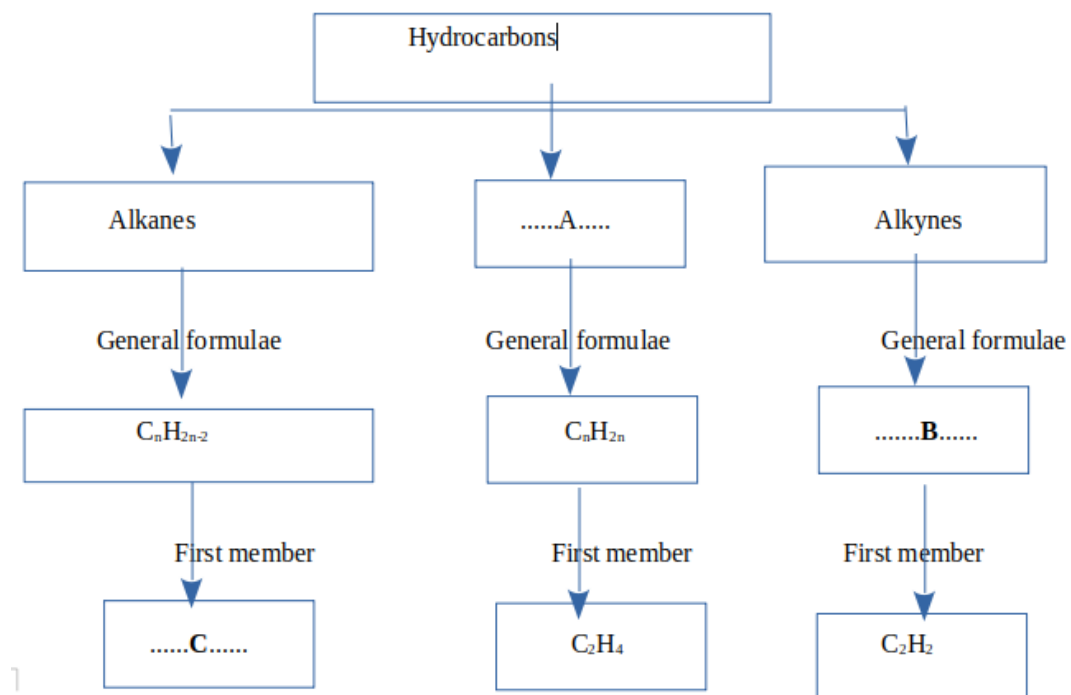 Hydrocarbons
Alkanes
......A.....
Alkynes
General formulae
General formulae
General formulae
CₙH₂ₙ₋₂
CₙH₂ₙ
.......B......
First member
First member
First member
......C......
C₂H₄
C₂H₂